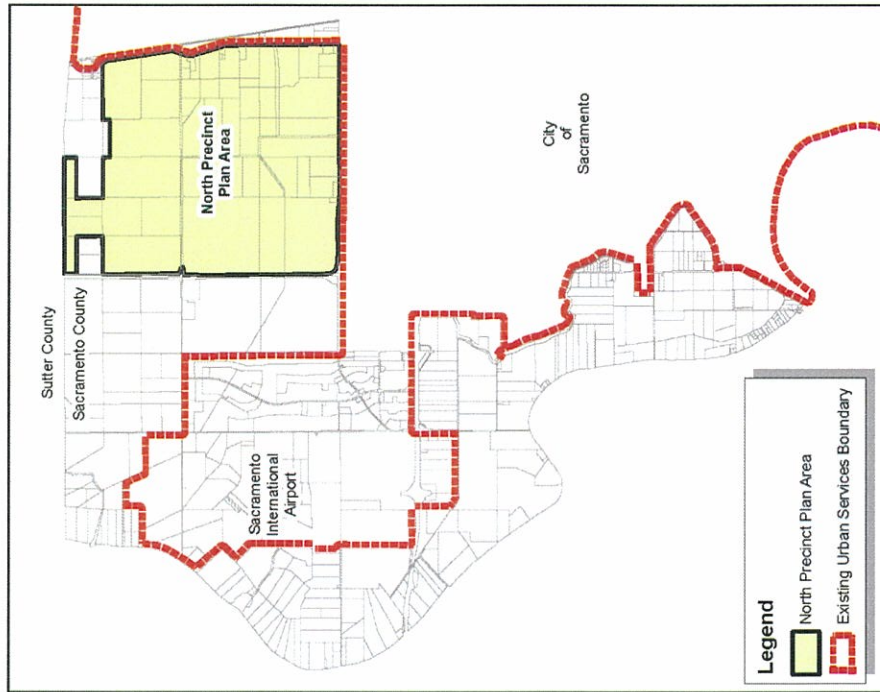 Sutter County
Sacramento County
North Precinct
Plan Area
Sacramento
International
Airport
City
of
Sacramento
Legend
North Precinct Plan Area
Existing Urban Services Boundary